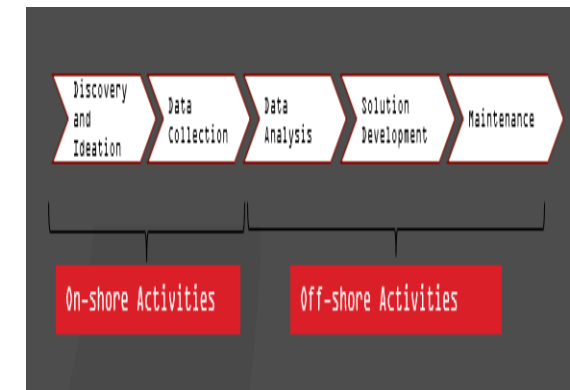 Discovery
and
Ideation
Data
Collection
Data
Analysis
Solution
Development
Maintenance
On-shore Activities
Off-shore Activities